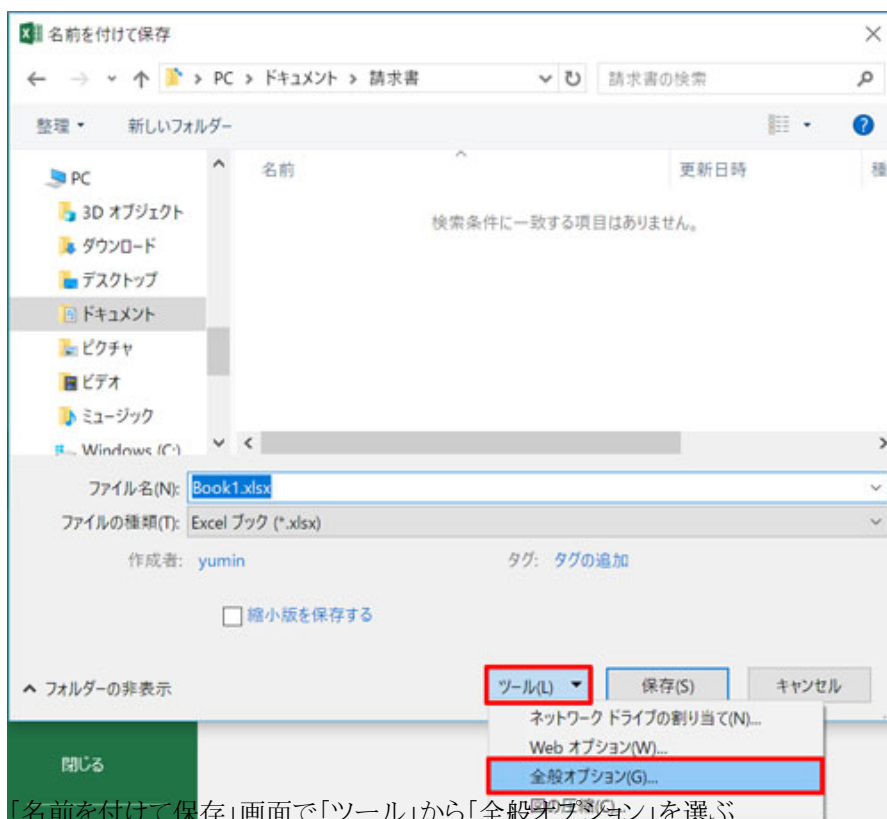 名前を付けて保存
PC > ドキュメント > 請求書
請求書の検索
整理
新しいフォルダー
PC
名前
更新日時
種
3D オブジェクト
検索条件に一致する項目はありません。
ダウンロード
デスクトップ
ドキュメント
ピクチャ
ビデオ
ミュージック
Windows (C:)
ファイル名(N): Book1.xlsx
ファイルの種類(T): Excel ブック (*.xlsx)
作成者: yumin タグ: タグの追加
縮小版を保存する
フォルダーの非表示
ツール(L) 保存(S) キャンセル
ネットワーク ドライブの割り当て(N)...
Web オプション(W)...
閉じる
全般オプション(G)...
図の圧縮(C)
「名前を付けて保存」画面で「ツール」から「全般オプション」を選ぶ